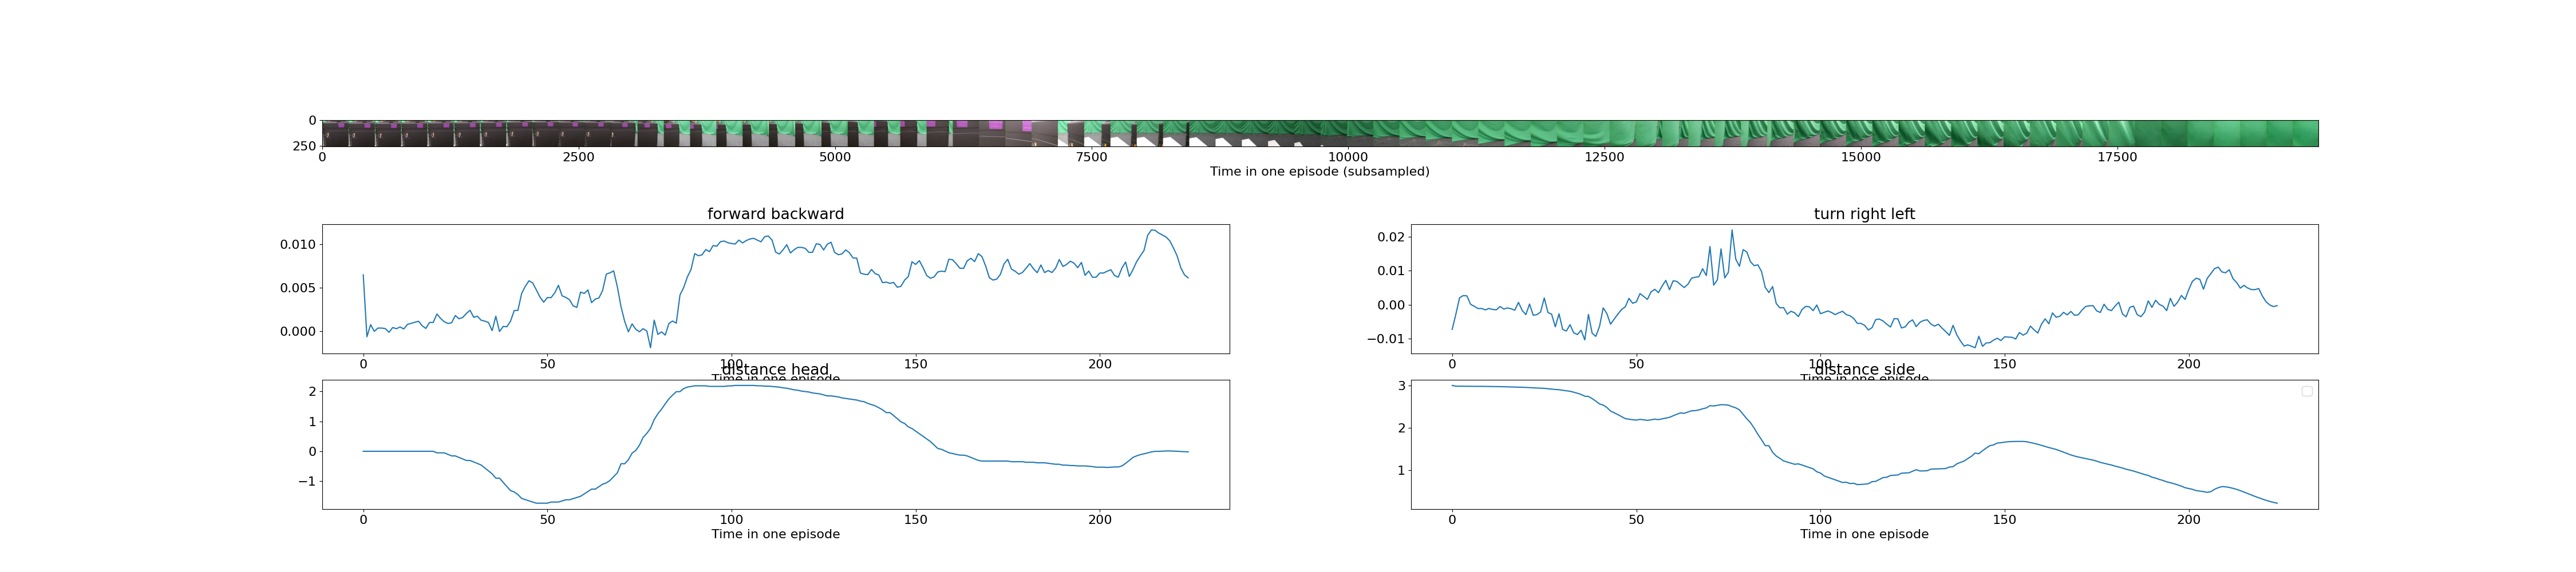 0
250
0 2500 5000 7500 10000 12500 15000 17500
Time in one episode (subsampled)
forward backward
0.010
0.005
0.000
0 50 100 150 200
Time in one episode
turn right left
0.02
0.01
0.00
−0.01
0 50 100 150 200
Time in one episode
distance head
2
1
0
−1
0 50 100 150 200
Time in one episode
distance side
3
2
1
0 50 100 150 200
Time in one episode